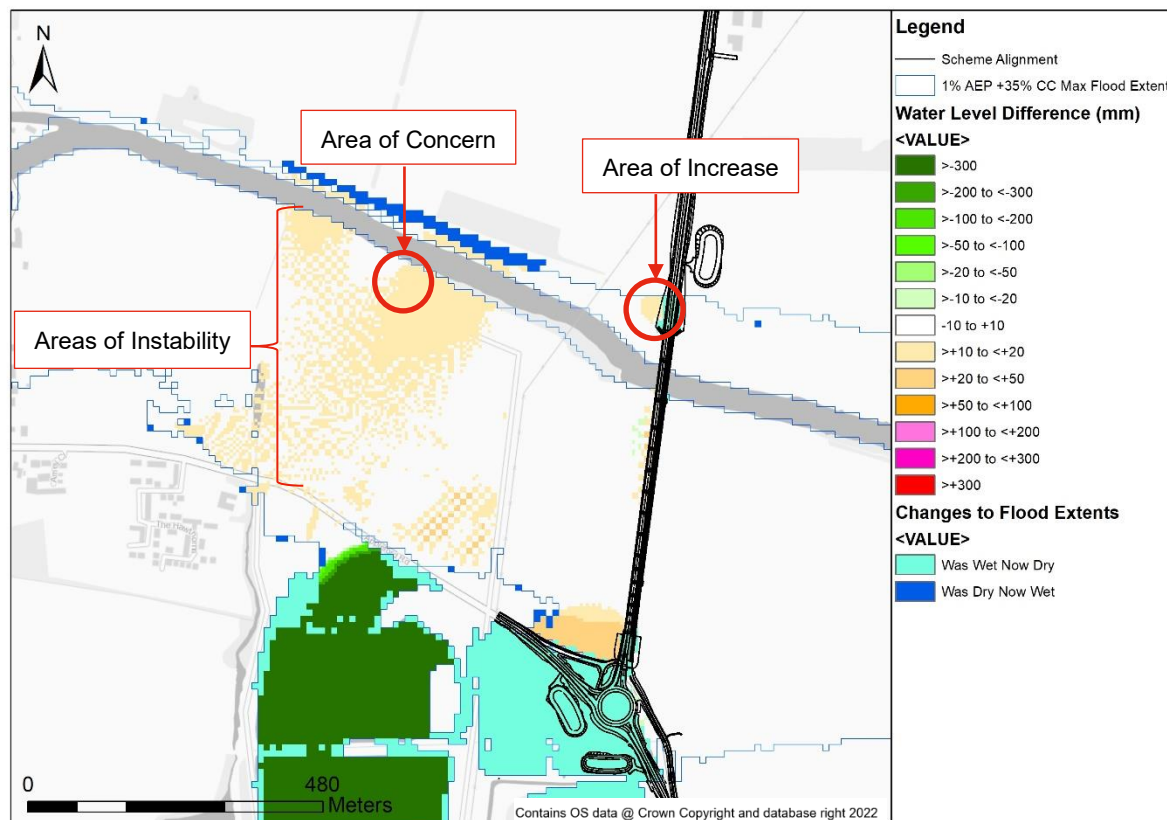 N
Area of Concern
Area of Increase
Areas of Instability
0
480
Meters
Contains OS data @ Crown Copyright and database right 2022
Legend
Scheme Alignment
1% AEP +35% CC Max Flood Extent
Water Level Difference (mm)
<VALUE>
>-300
>-200 to <-300
>-100 to <-200
>-50 to <-100
>-20 to <-50
>-10 to <-20
-10 to +10
>+10 to <+20
>+20 to <+50
>+50 to <+100
>+100 to <+200
>+200 to <+300
>+300
Changes to Flood Extents
<VALUE>
Was Wet Now Dry
Was Dry Now Wet